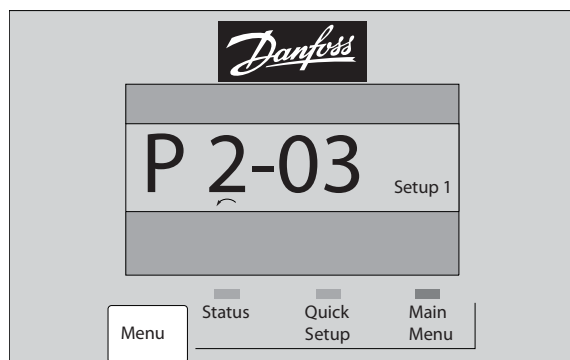 Danfoss
P 2-03
Setup 1
Menu
Status
Quick
Setup
Main
Menu